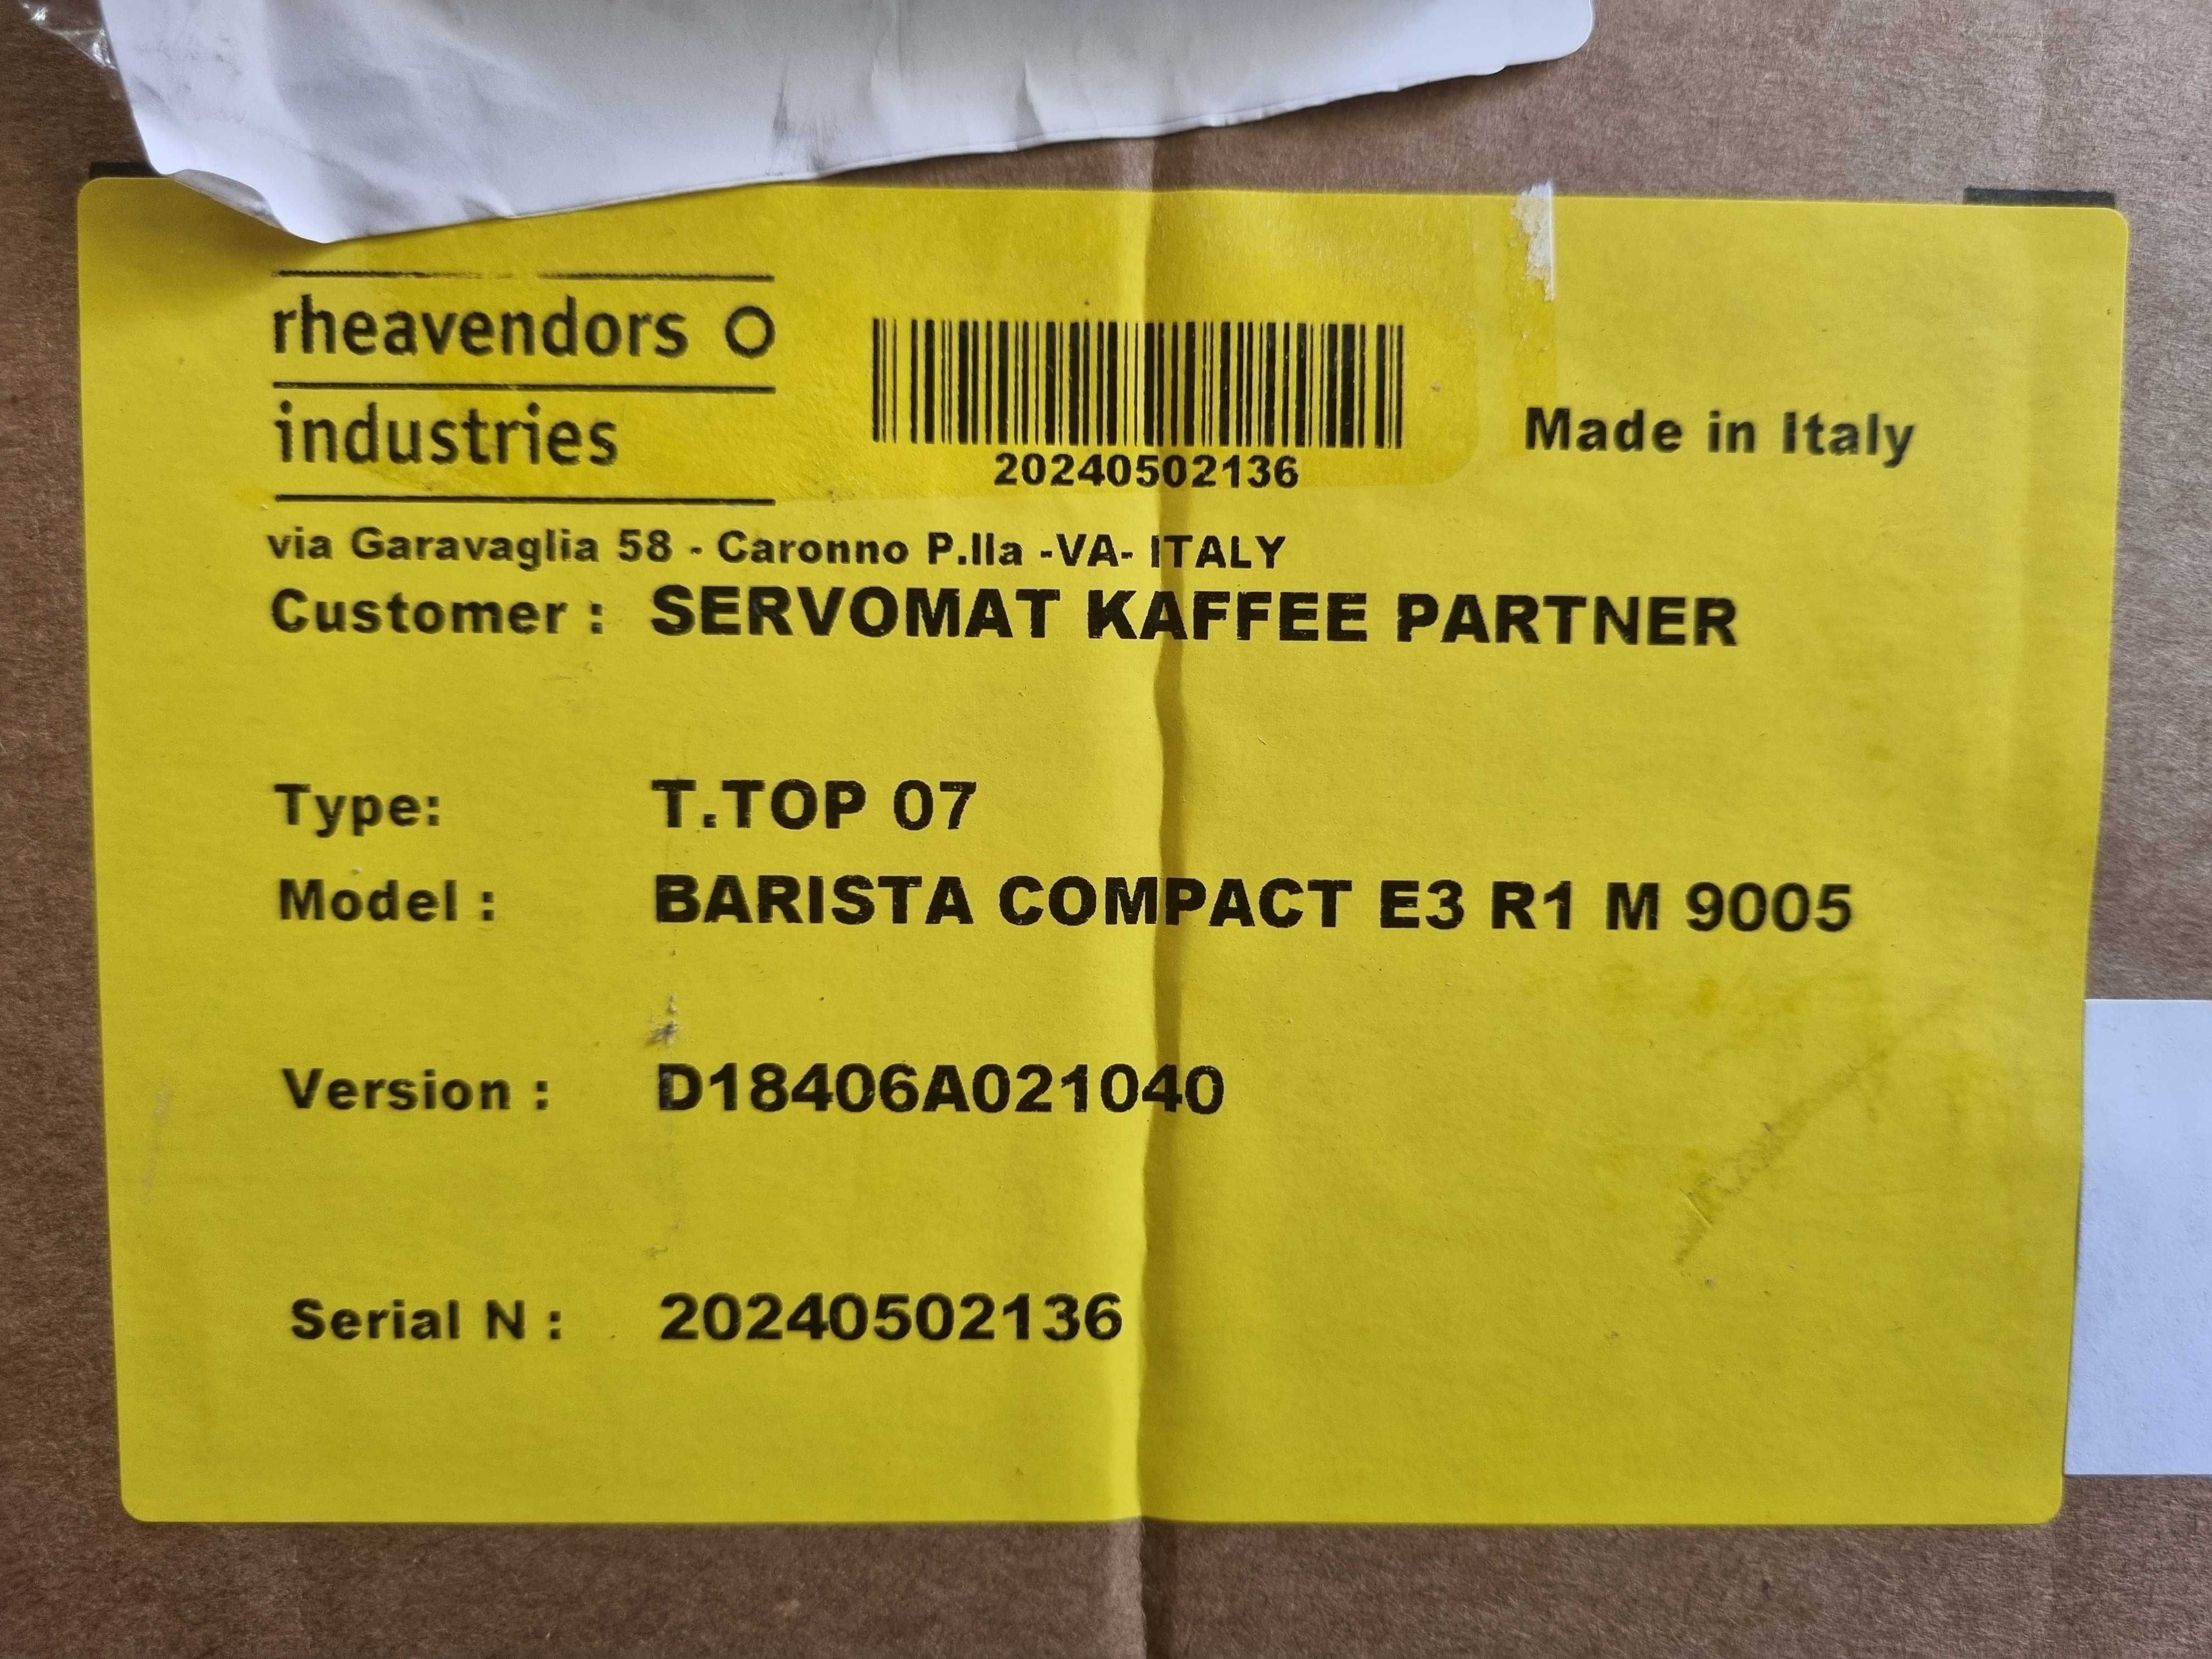 rheavendors
industries
20240502136
Made in Italy
via Garavaglia 58 - Caronno P.lla -VA- ITALY
Customer : SERVOMAT KAFFEE PARTNER
Type: T.TOP 07
Model : BARISTA COMPACT E3 R1 M 9005
Version : D18406A021040
Serial N : 20240502136